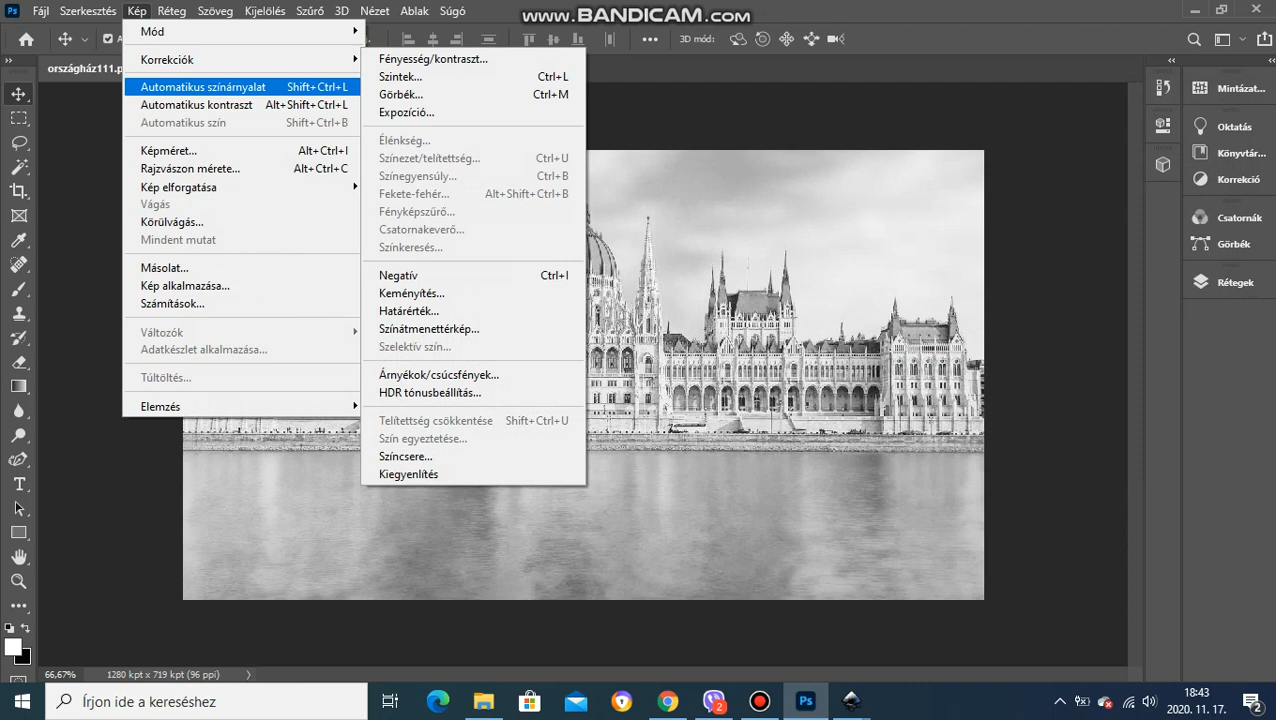 Ps Fájl Szerkesztés Kép Réteg Szöveg Kijelölés Szűrő 3D Nézet Ablak Súgó
www.BANDICAM.com
3D mód:
országház111.p
Mód
Korrekciók
Automatikus színárnyalat Shift+Ctrl+L
Automatikus kontraszt Alt+Shift+Ctrl+L
Automatikus szín Shift+Ctrl+B
Képméret... Alt+Ctrl+I
Rajzvászon mérete... Alt+Ctrl+C
Kép elforgatása
Vágás
Körülvágás...
Mindent mutat
Másolat...
Kép alkalmazása...
Számítások...
Változók
Adatkészlet alkalmazása...
Túltöltés...
Elemzés
Fényesség/kontraszt...
Szintek... Ctrl+L
Görbék... Ctrl+M
Expozíció...
Élénkség...
Színezet/telítettség... Ctrl+U
Színegyensúly... Ctrl+B
Fekete-fehér... Alt+Shift+Ctrl+B
Fényképszűrő...
Csatornakeverő...
Színkeresés...
Negatív Ctrl+I
Keményítés...
Határérték...
Színátmenettérkép...
Szelektív szín...
Árnyékok/csúcsfények...
HDR tónusbeállítás...
Telítettség csökkentése Shift+Ctrl+U
Szín egyeztetése...
Színcsere...
Kiegyenlítés
Mintázat...
Oktatás
Könyvtár...
Korrekció
Csatornák
Görbék
Rétegek
66,67% 1280 kpt x 719 kpt (96 ppi)
Írjon ide a kereséshez
2
Ps
18:43
2020. 11. 17.
2